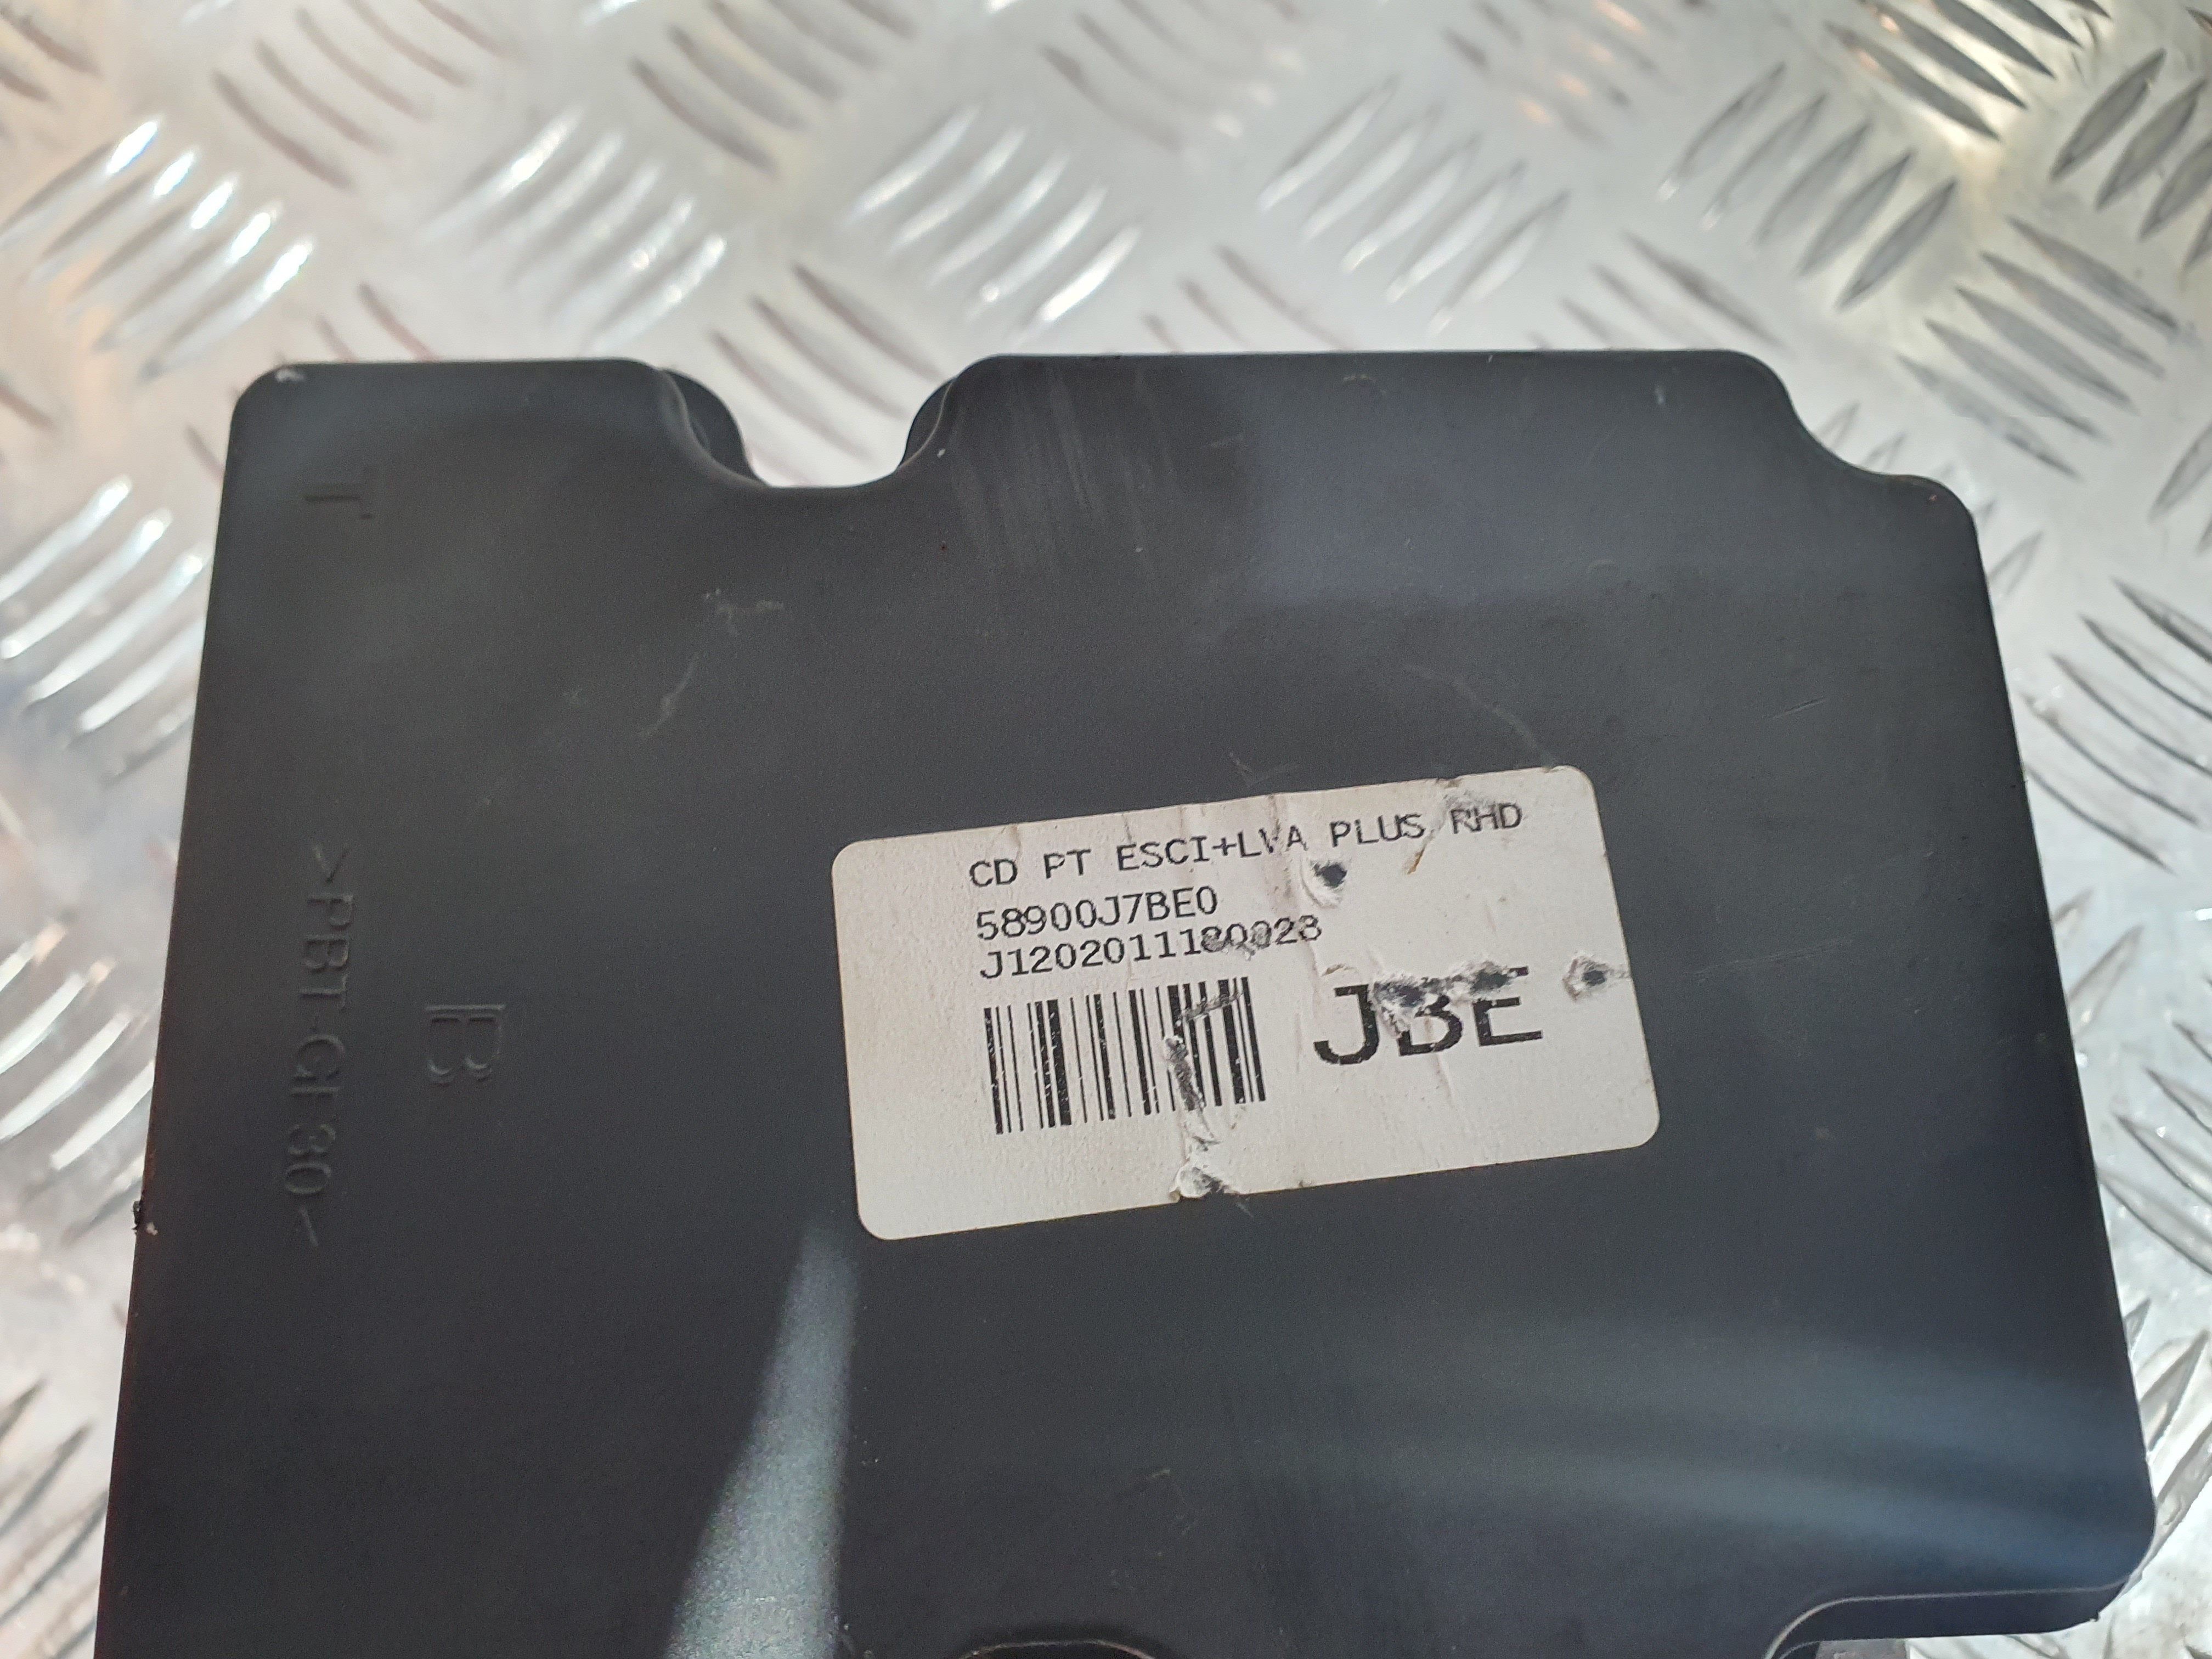 CD PT ESCI+LVA PLUS RHD
58900J7BE0
JBE
T
B
>PBT-GF30<